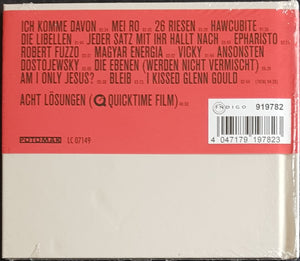 ICH KOMME DAVON MEI RO 26 RIESEN HAWCUBITE
DIE LIBELLEN JEDER SATZ MIT IHR HALLT NACH EPHARISTO
ROBERT FUZZO MAGYAR ENERGIA VICKY ANSONSTEN
DOSTOJEWSKY DIE EBENEN (WERDEN NICHT VERMISCHT)
AM I ONLY JESUS? BLEIB I KISSED GLENN GOULD
ACHT LÖSUNGEN (QUICKTIME FILM)
INDIGO 919782
FOTOMAX LC 07149
4 047179 197823